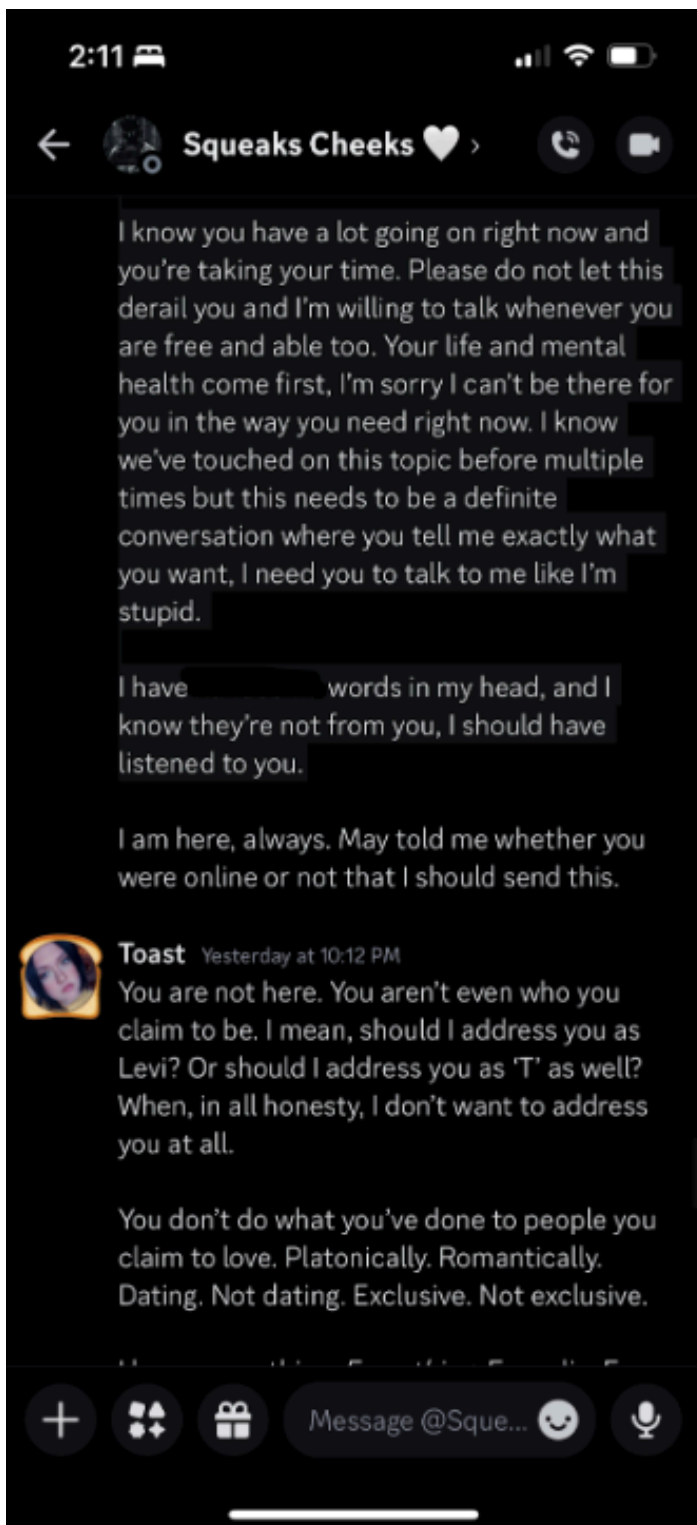 2:11
Squeaks Cheeks
I know you have a lot going on right now and
you're taking your time. Please do not let this
derail you and I'm willing to talk whenever you
are free and able too. Your life and mental
health come first, I'm sorry I can't be there for
you in the way you need right now. I know
we've touched on this topic before multiple
times but this needs to be a definite
conversation where you tell me exactly what
you want, I need you to talk to me like I'm
stupid.
I have words in my head, and I
know they're not from you, I should have
listened to you.
I am here, always. May told me whether you
were online or not that I should send this.
Toast Yesterday at 10:12 PM
You are not here. You aren't even who you
claim to be. I mean, should I address you as
Levi? Or should I address you as 'T' as well?
When, in all honesty, I don't want to address
you at all.
You don't do what you've done to people you
claim to love. Platonically. Romantically.
Dating. Not dating. Exclusive. Not exclusive.
Message @Sque...